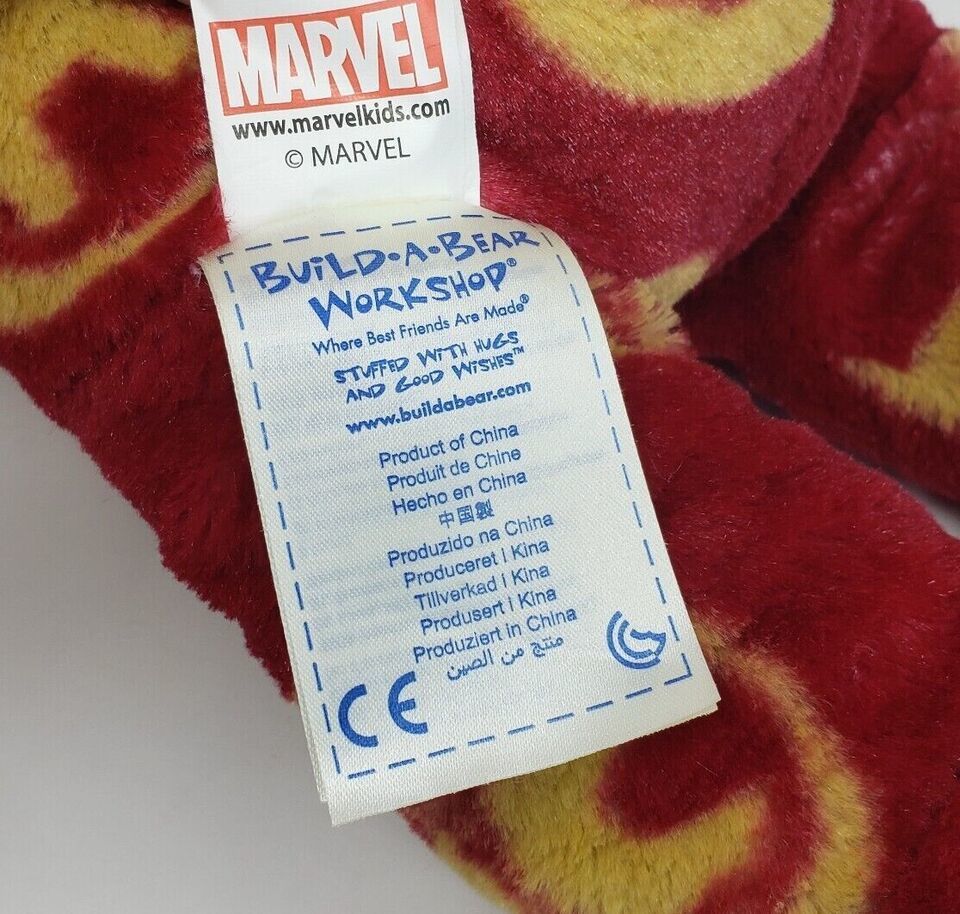 MARVEL
www.marvelkids.com
© MARVEL
BUiLD•A•BEAR
WORKSHOP®
Where Best Friends Are Made®
STUFFED WiTH HUGS
AND GOOD WiSHES™
www.buildabear.com
Product of China
Produit de Chine
Hecho en China
中国製
Produzido na China
Produceret i Kina
Tillverkad i Kina
Produsert i Kina
Produziert in China
منتج من الصين
CE